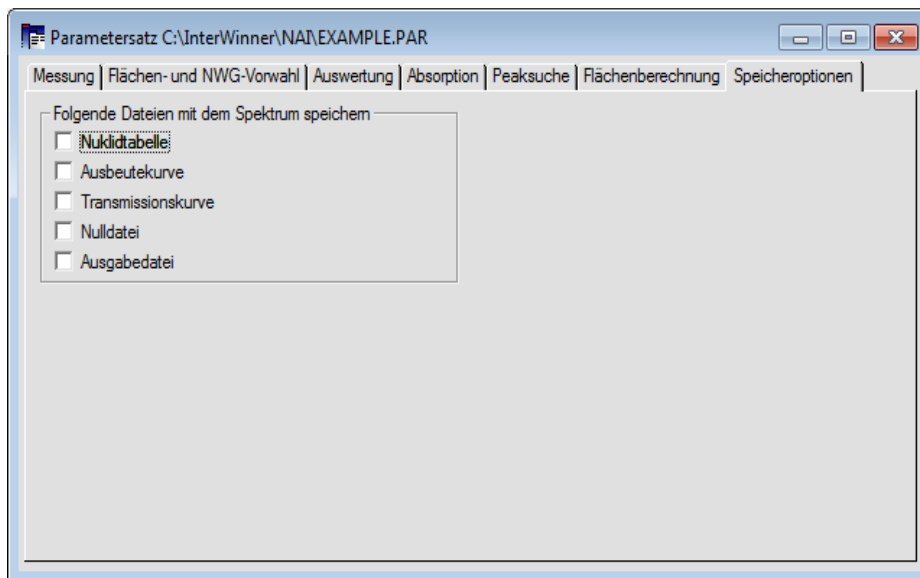 Parametersatz C:\InterWinner\NAI\EXAMPLE.PAR
Messung Flächen- und NWG-Vorwahl Auswertung Absorption Peaksuche Flächenberechnung Speicheroptionen
Folgende Dateien mit dem Spektrum speichern
Nuklidtabelle
Ausbeutekurve
Transmissionskurve
Nulldatei
Ausgabedatei